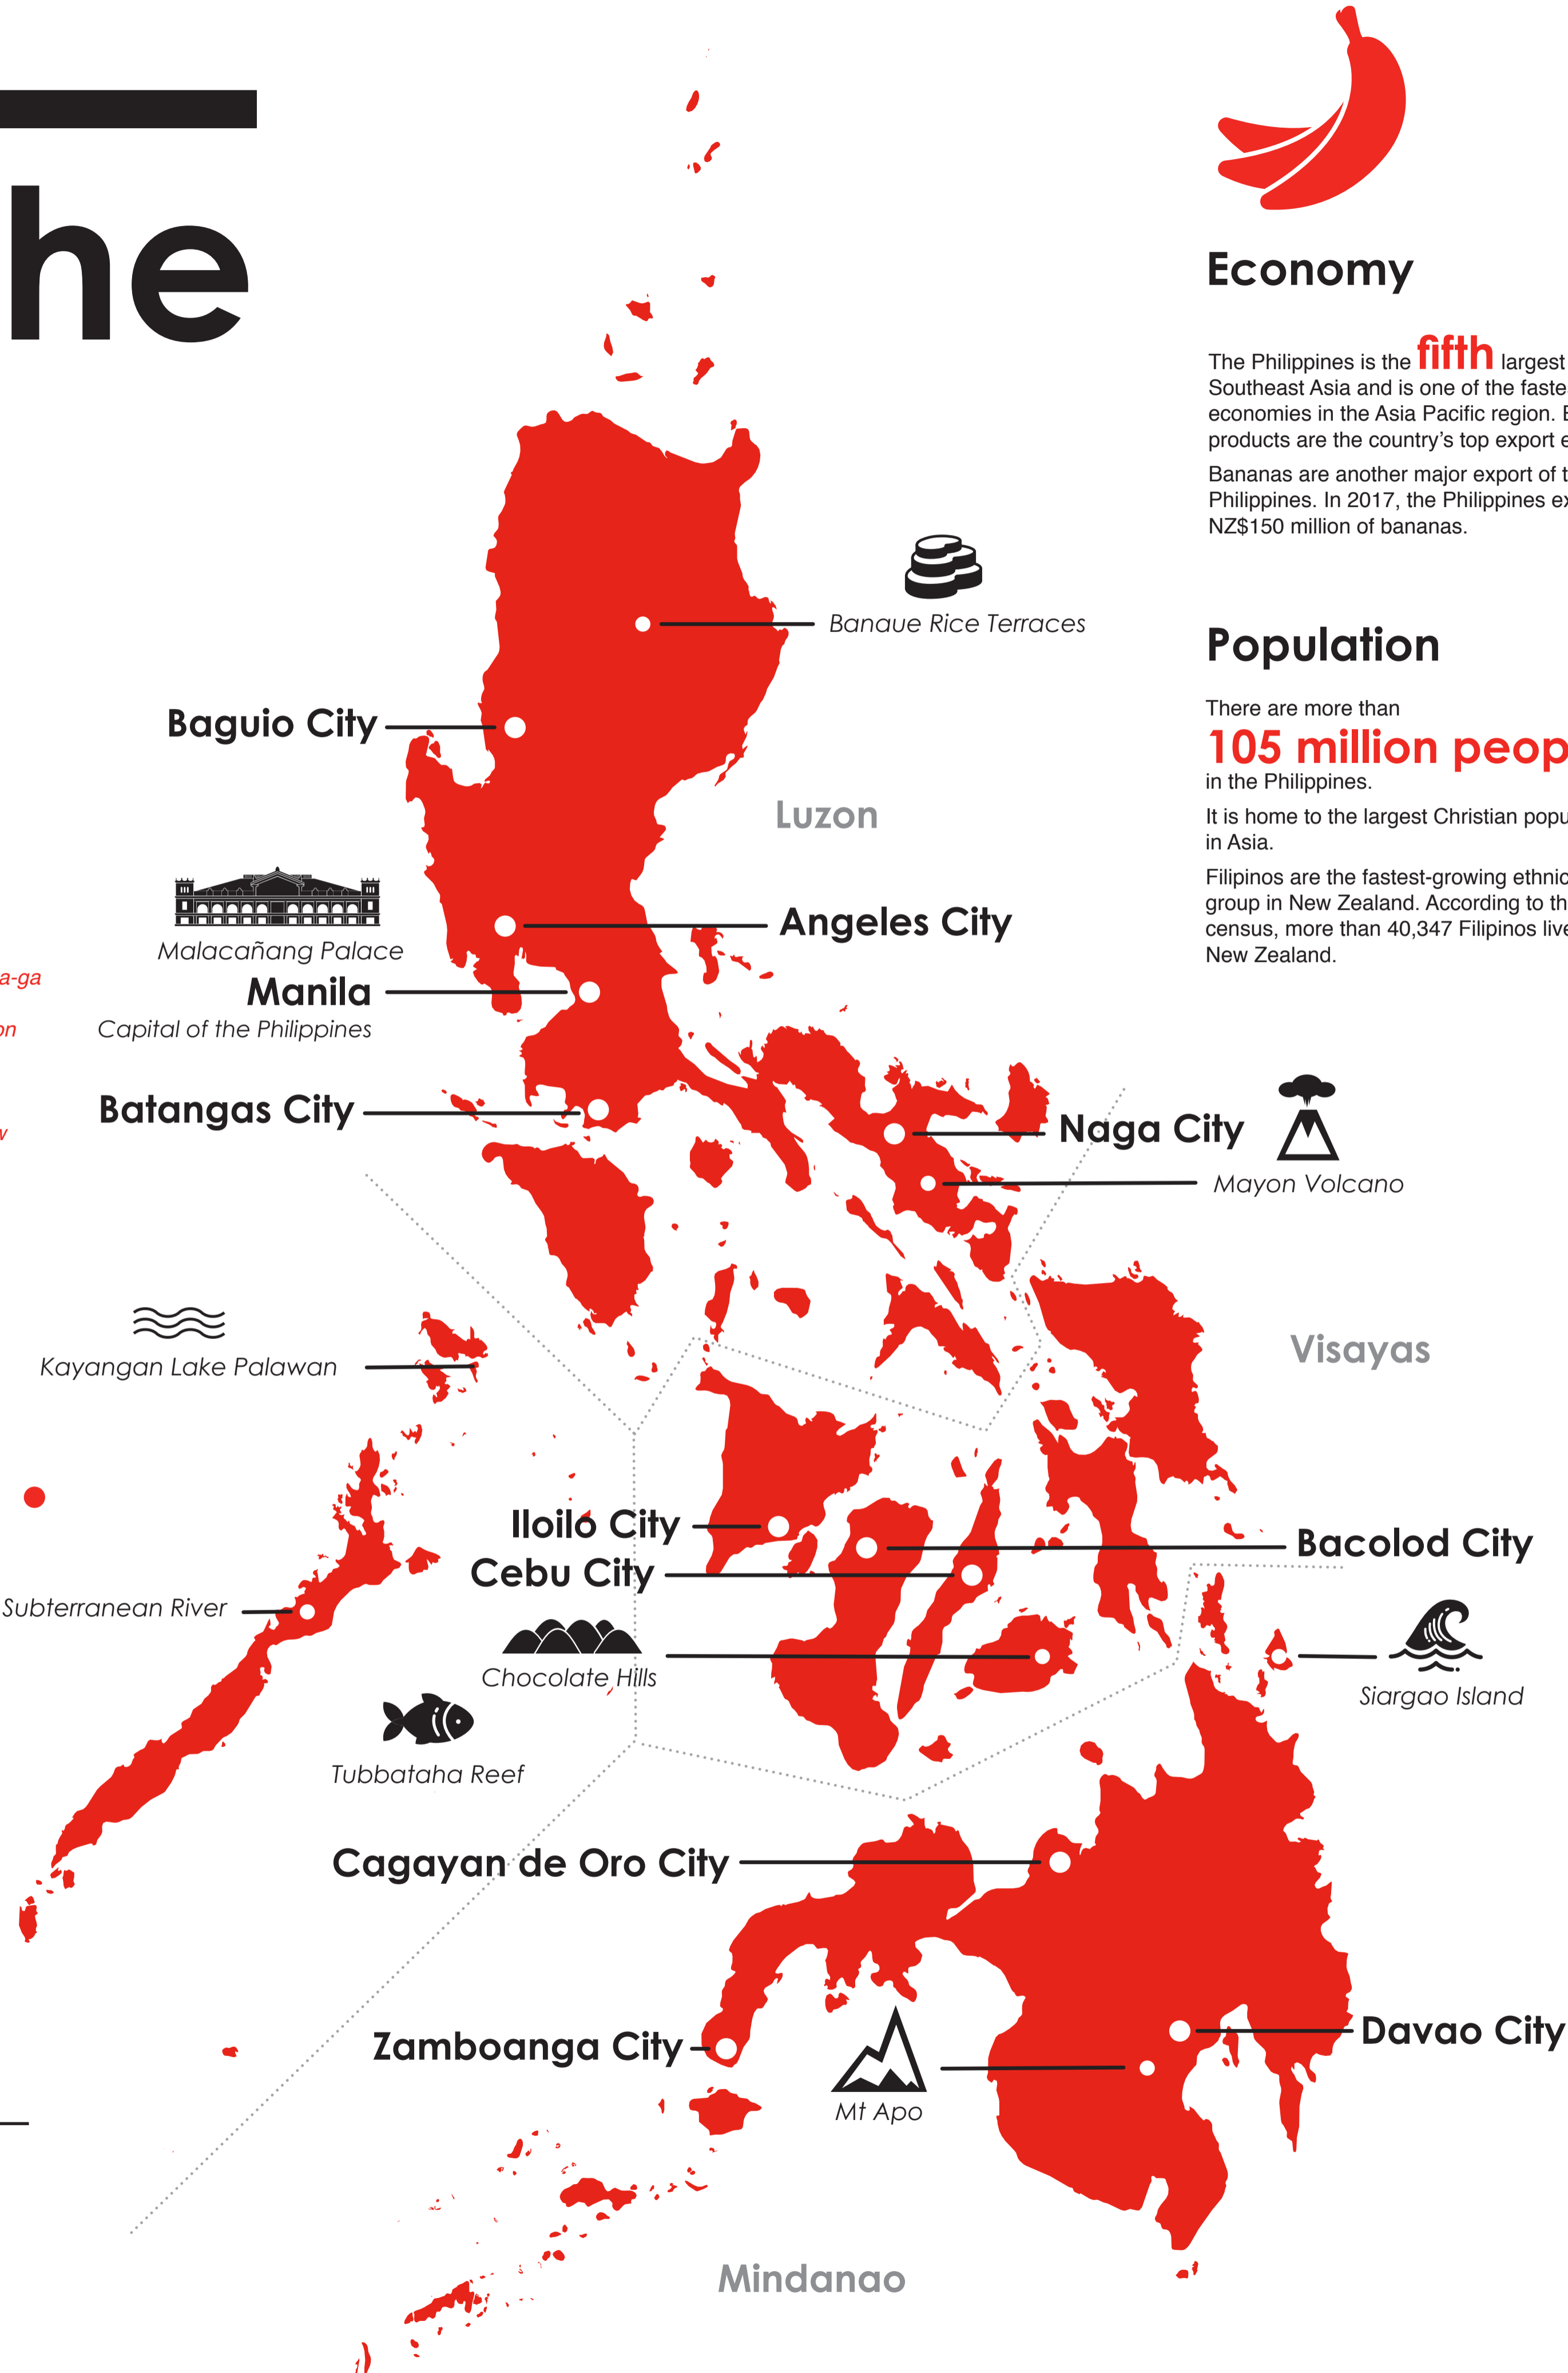 he
Economy
The Philippines is the fifth largest
Southeast Asia and is one of the faste
economies in the Asia Pacific region. E
products are the country's top export e
Bananas are another major export of t
Philippines. In 2017, the Philippines ex
NZ$150 million of bananas.
Population
There are more than
105 million peop
in the Philippines.
It is home to the largest Christian popu
in Asia.
Filipinos are the fastest-growing ethnic
group in New Zealand. According to th
census, more than 40,347 Filipinos live
New Zealand.
Banaue Rice Terraces
Baguio City
Luzon
Malacañang Palace
Angeles City
a-ga
Manila
Capital of the Philippines
on
Batangas City
Naga City
w
Mayon Volcano
Kayangan Lake Palawan
Visayas
Iloilo City
Bacolod City
Cebu City
Subterranean River
Chocolate Hills
Siargao Island
Tubbataha Reef
Cagayan de Oro City
Zamboanga City
Davao City
Mt Apo
Mindanao